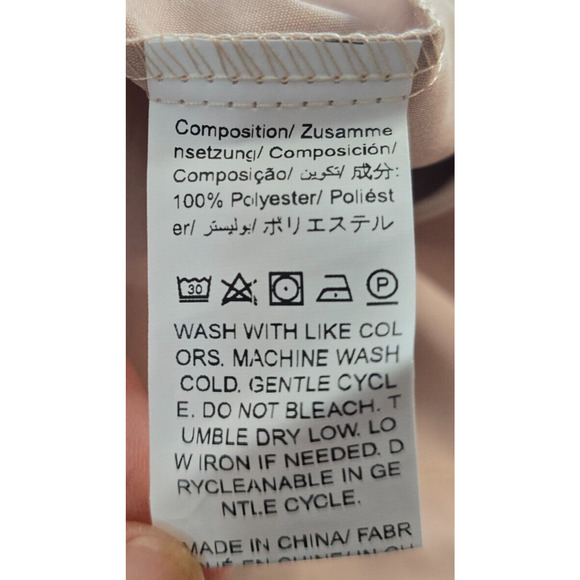 Composition/ Zusamme
nsetzung/ Composición/
Composição/ تكوين/ 成分:
100% Polyester/ Poliést
er/ بوليستر/ ポリエステル
30 P
WASH WITH LIKE COL
ORS. MACHINE WASH
COLD. GENTLE CYCL
E. DO NOT BLEACH. T
UMBLE DRY LOW. LO
W IRON IF NEEDED. D
RYCLEANABLE IN GE
NTLE CYCLE.
MADE IN CHINA/ FABR